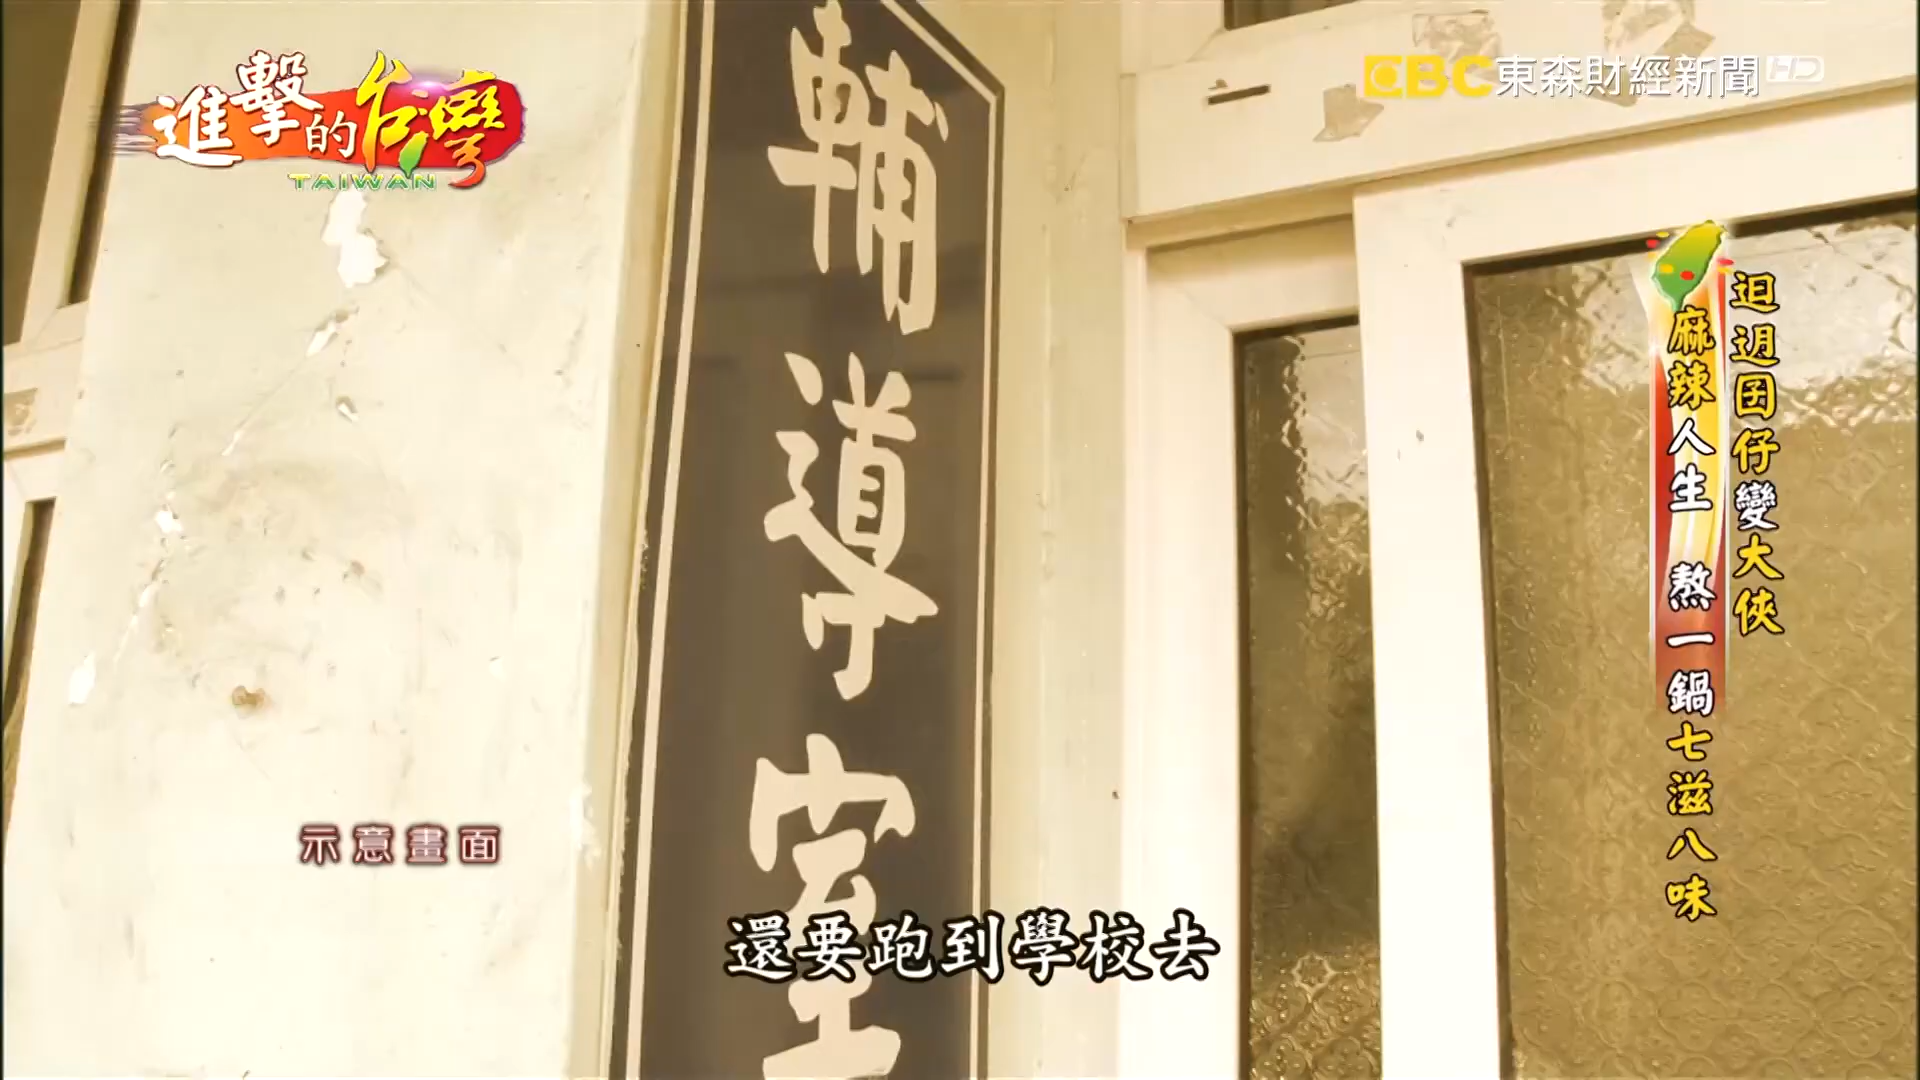 進擊的台灣
TAIWAN
EBC東森財經新聞HD
輔導室
迌迌囝仔變大俠
麻辣人生 熬一鍋七滋八味
示意畫面
還要跑到學校去